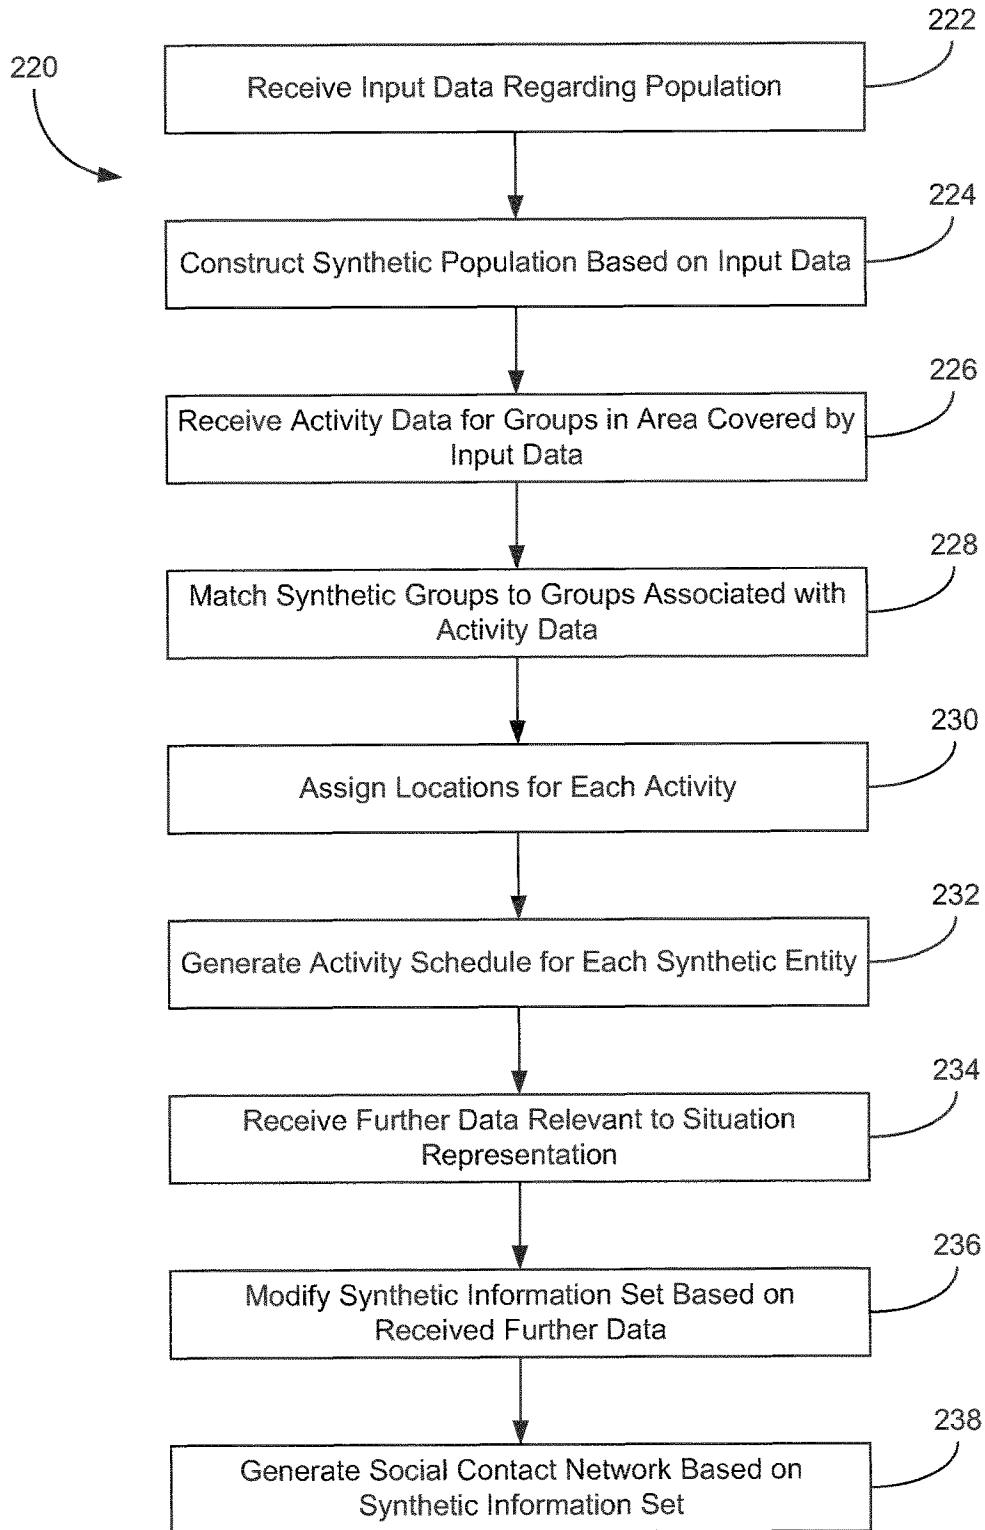 222
220
Receive Input Data Regarding Population
224
Construct Synthetic Population Based on Input Data
226
Receive Activity Data for Groups in Area Covered by
Input Data
228
Match Synthetic Groups to Groups Associated with
Activity Data
230
Assign Locations for Each Activity
232
Generate Activity Schedule for Each Synthetic Entity
234
Receive Further Data Relevant to Situation
Representation
236
Modify Synthetic Information Set Based on
Received Further Data
238
Generate Social Contact Network Based on
Synthetic Information Set